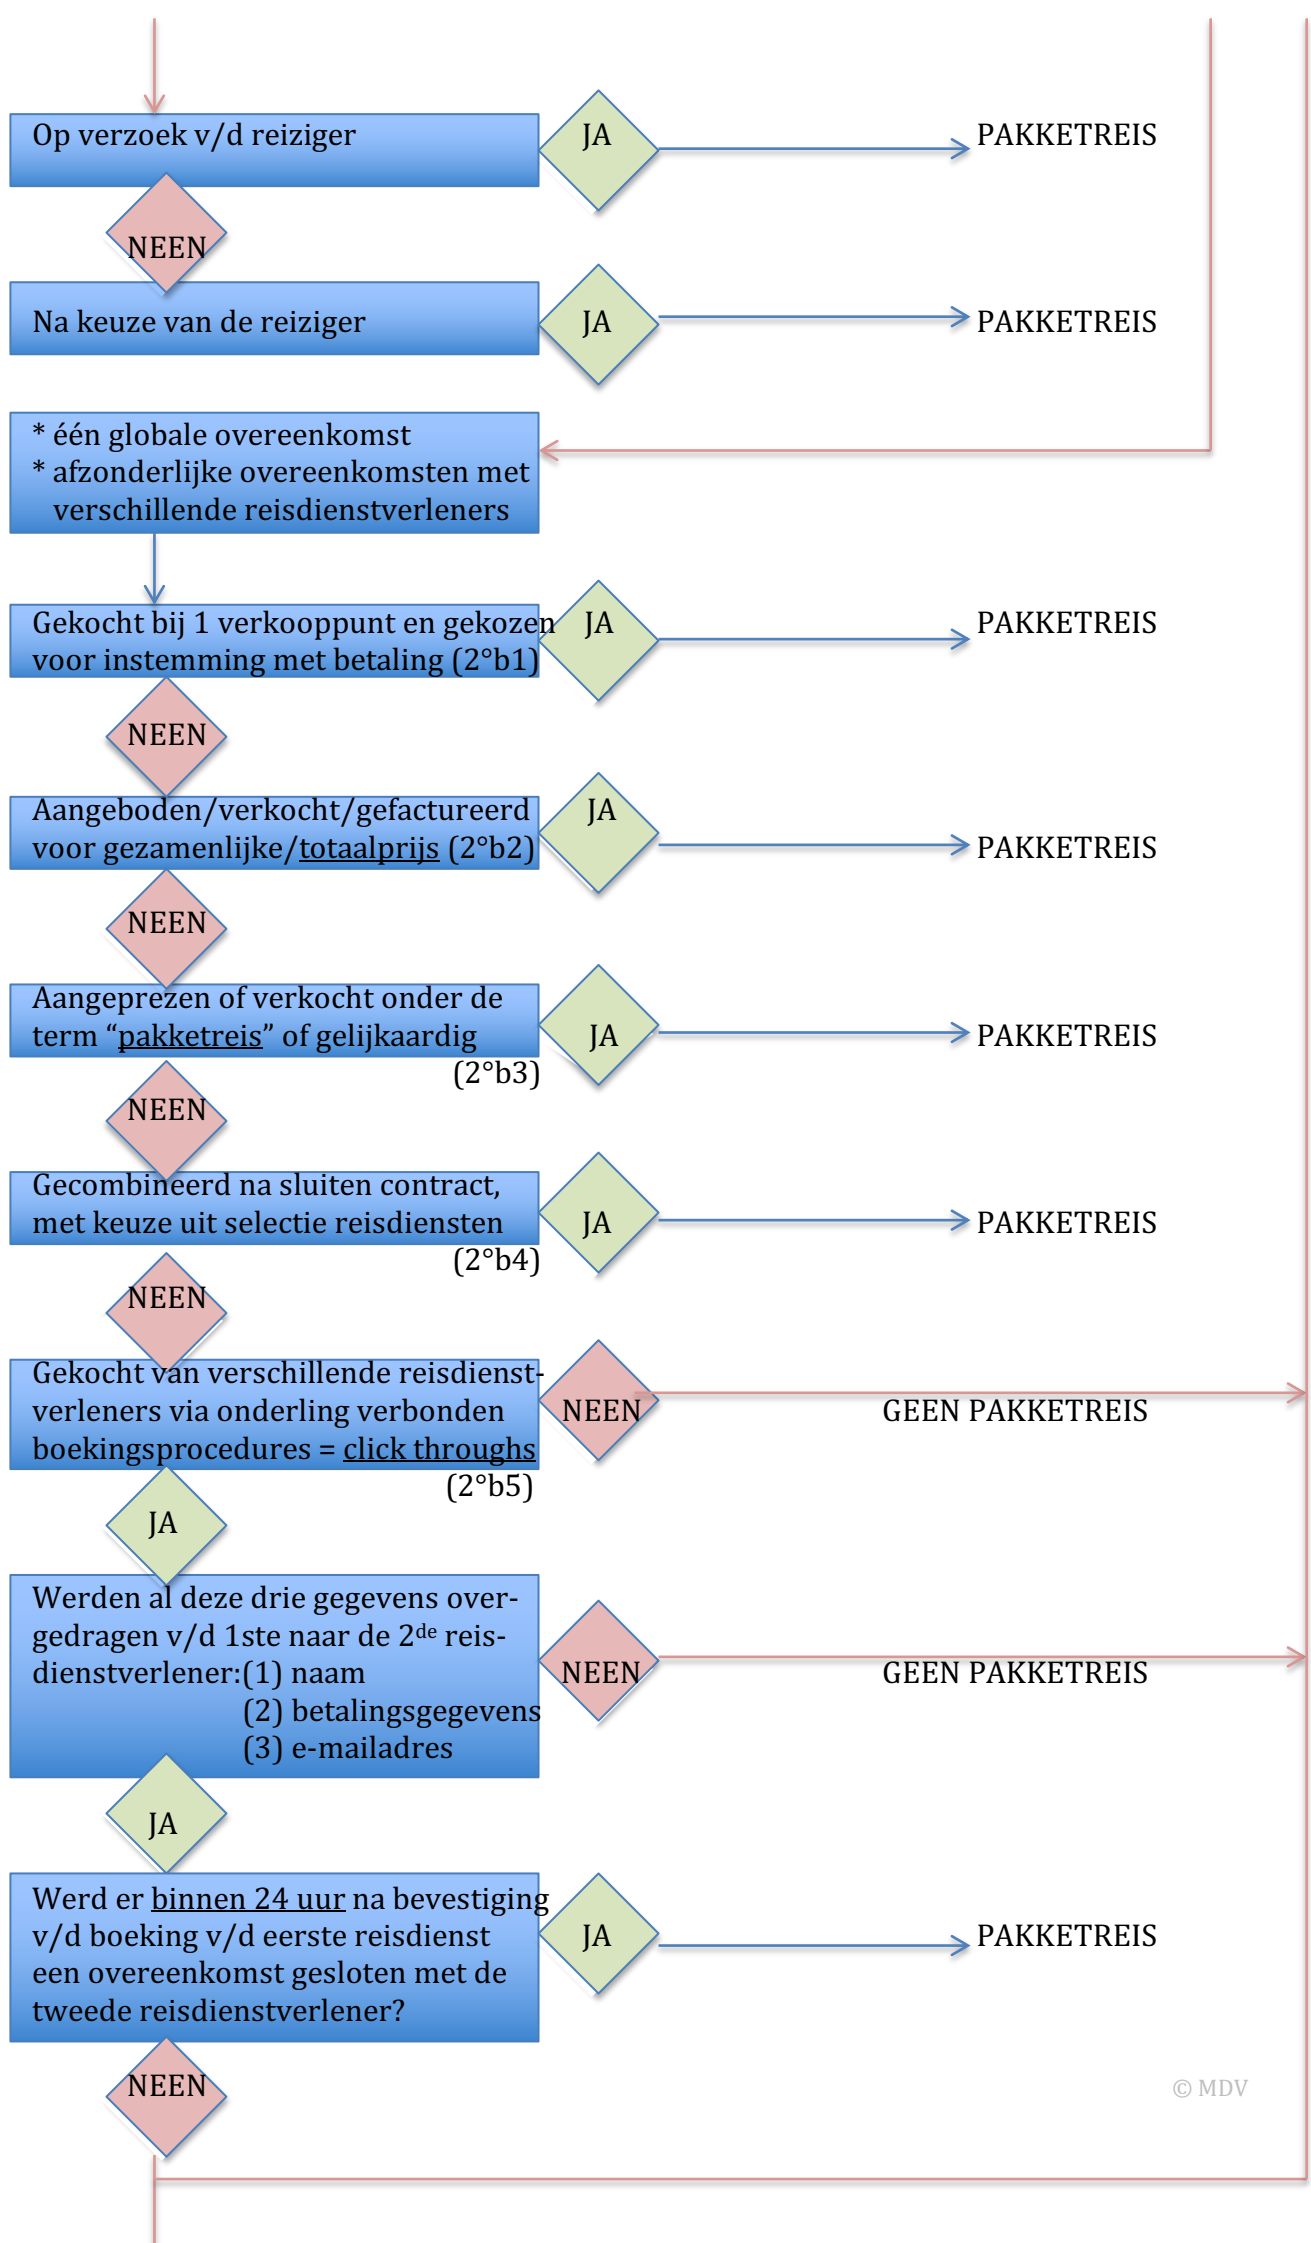 Op verzoek v/d reiziger
JA
PAKKETREIS
NEEN
Na keuze van de reiziger
JA
PAKKETREIS
* één globale overeenkomst
* afzonderlijke overeenkomsten met
verschillende reisdienstverleners
Gekocht bij 1 verkooppunt en gekozen
voor instemming met betaling (2°b1)
JA
PAKKETREIS
NEEN
Aangeboden/verkocht/gefactureerd
voor gezamenlijke/totaalprijs (2°b2)
JA
PAKKETREIS
NEEN
Aangeprezen of verkocht onder de
term “pakketreis” of gelijkaardig
(2°b3)
JA
PAKKETREIS
NEEN
Gecombineerd na sluiten contract,
met keuze uit selectie reisdiensten
(2°b4)
JA
PAKKETREIS
NEEN
Gekocht van verschillende reisdienst-
verleners via onderling verbonden
boekingsprocedures = click throughs
(2°b5)
NEEN
GEEN PAKKETREIS
JA
Werden al deze drie gegevens over-
gedragen v/d 1ste naar de 2de reis-
dienstverlener:(1) naam
(2) betalingsgegevens
(3) e-mailadres
NEEN
GEEN PAKKETREIS
JA
Werd er binnen 24 uur na bevestiging
v/d boeking v/d eerste reisdienst
een overeenkomst gesloten met de
tweede reisdienstverlener?
JA
PAKKETREIS
NEEN
© MDV